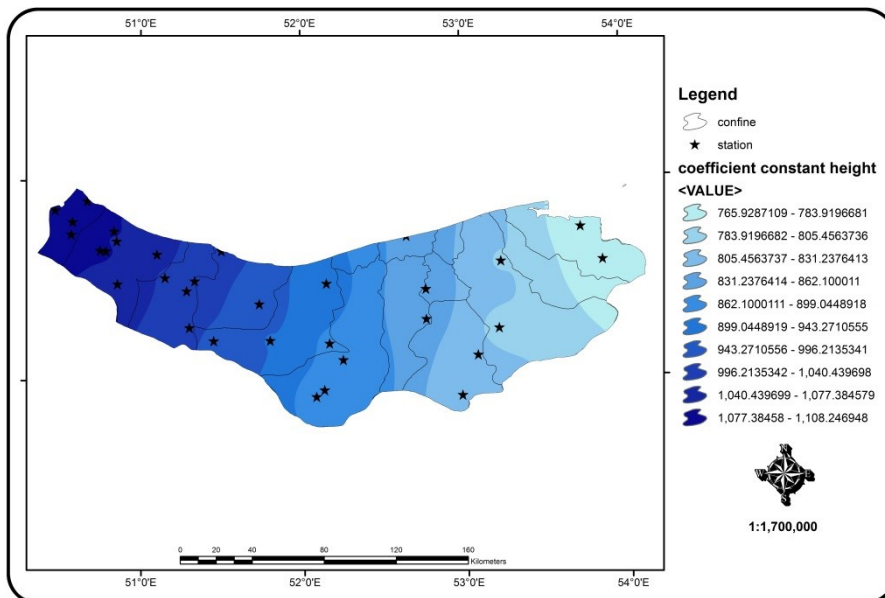 51°0'E 52°0'E 53°0'E 54°0'E
Legend
confine
station
coefficient constant height
<VALUE>
765.9287109 - 783.9196681
783.9196682 - 805.4563736
805.4563737 - 831.2376413
831.2376414 - 862.100011
862.1000111 - 899.0448918
899.0448919 - 943.2710555
943.2710556 - 996.2135341
996.2135342 - 1,040.439698
1,040.439699 - 1,077.384579
1,077.38458 - 1,108.246948
N
W E
S
1:1,700,000
0 20 40 80 120 160
Kilometers
51°0'E 52°0'E 53°0'E 54°0'E